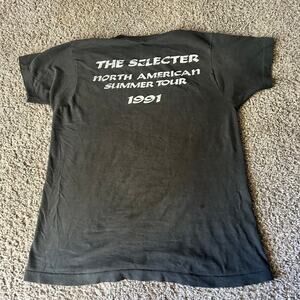 THE SELECTER
NORTH AMERICAN
SUMMER TOUR
1991